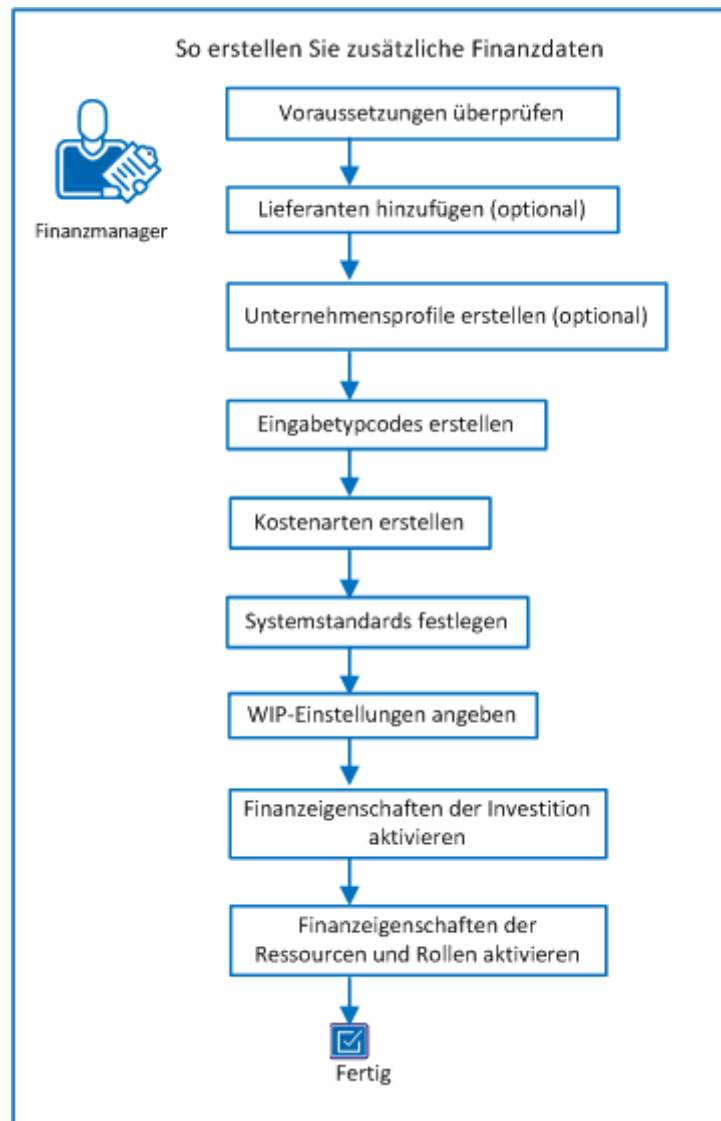 So erstellen Sie zusätzliche Finanzdaten
Finanzmanager
Voraussetzungen überprüfen
Lieferanten hinzufügen (optional)
Unternehmensprofile erstellen (optional)
Eingabetypcodes erstellen
Kostenarten erstellen
Systemstandards festlegen
WIP-Einstellungen angeben
Finanzeigenschaften der Investition
aktivieren
Finanzeigenschaften der
Ressourcen und Rollen aktivieren
Fertig